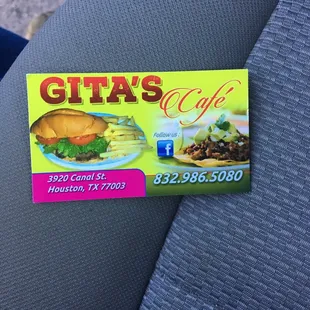 GITA'S Café
Follow us
f
3920 Canal St.
Houston, TX 77003
832.986.5080